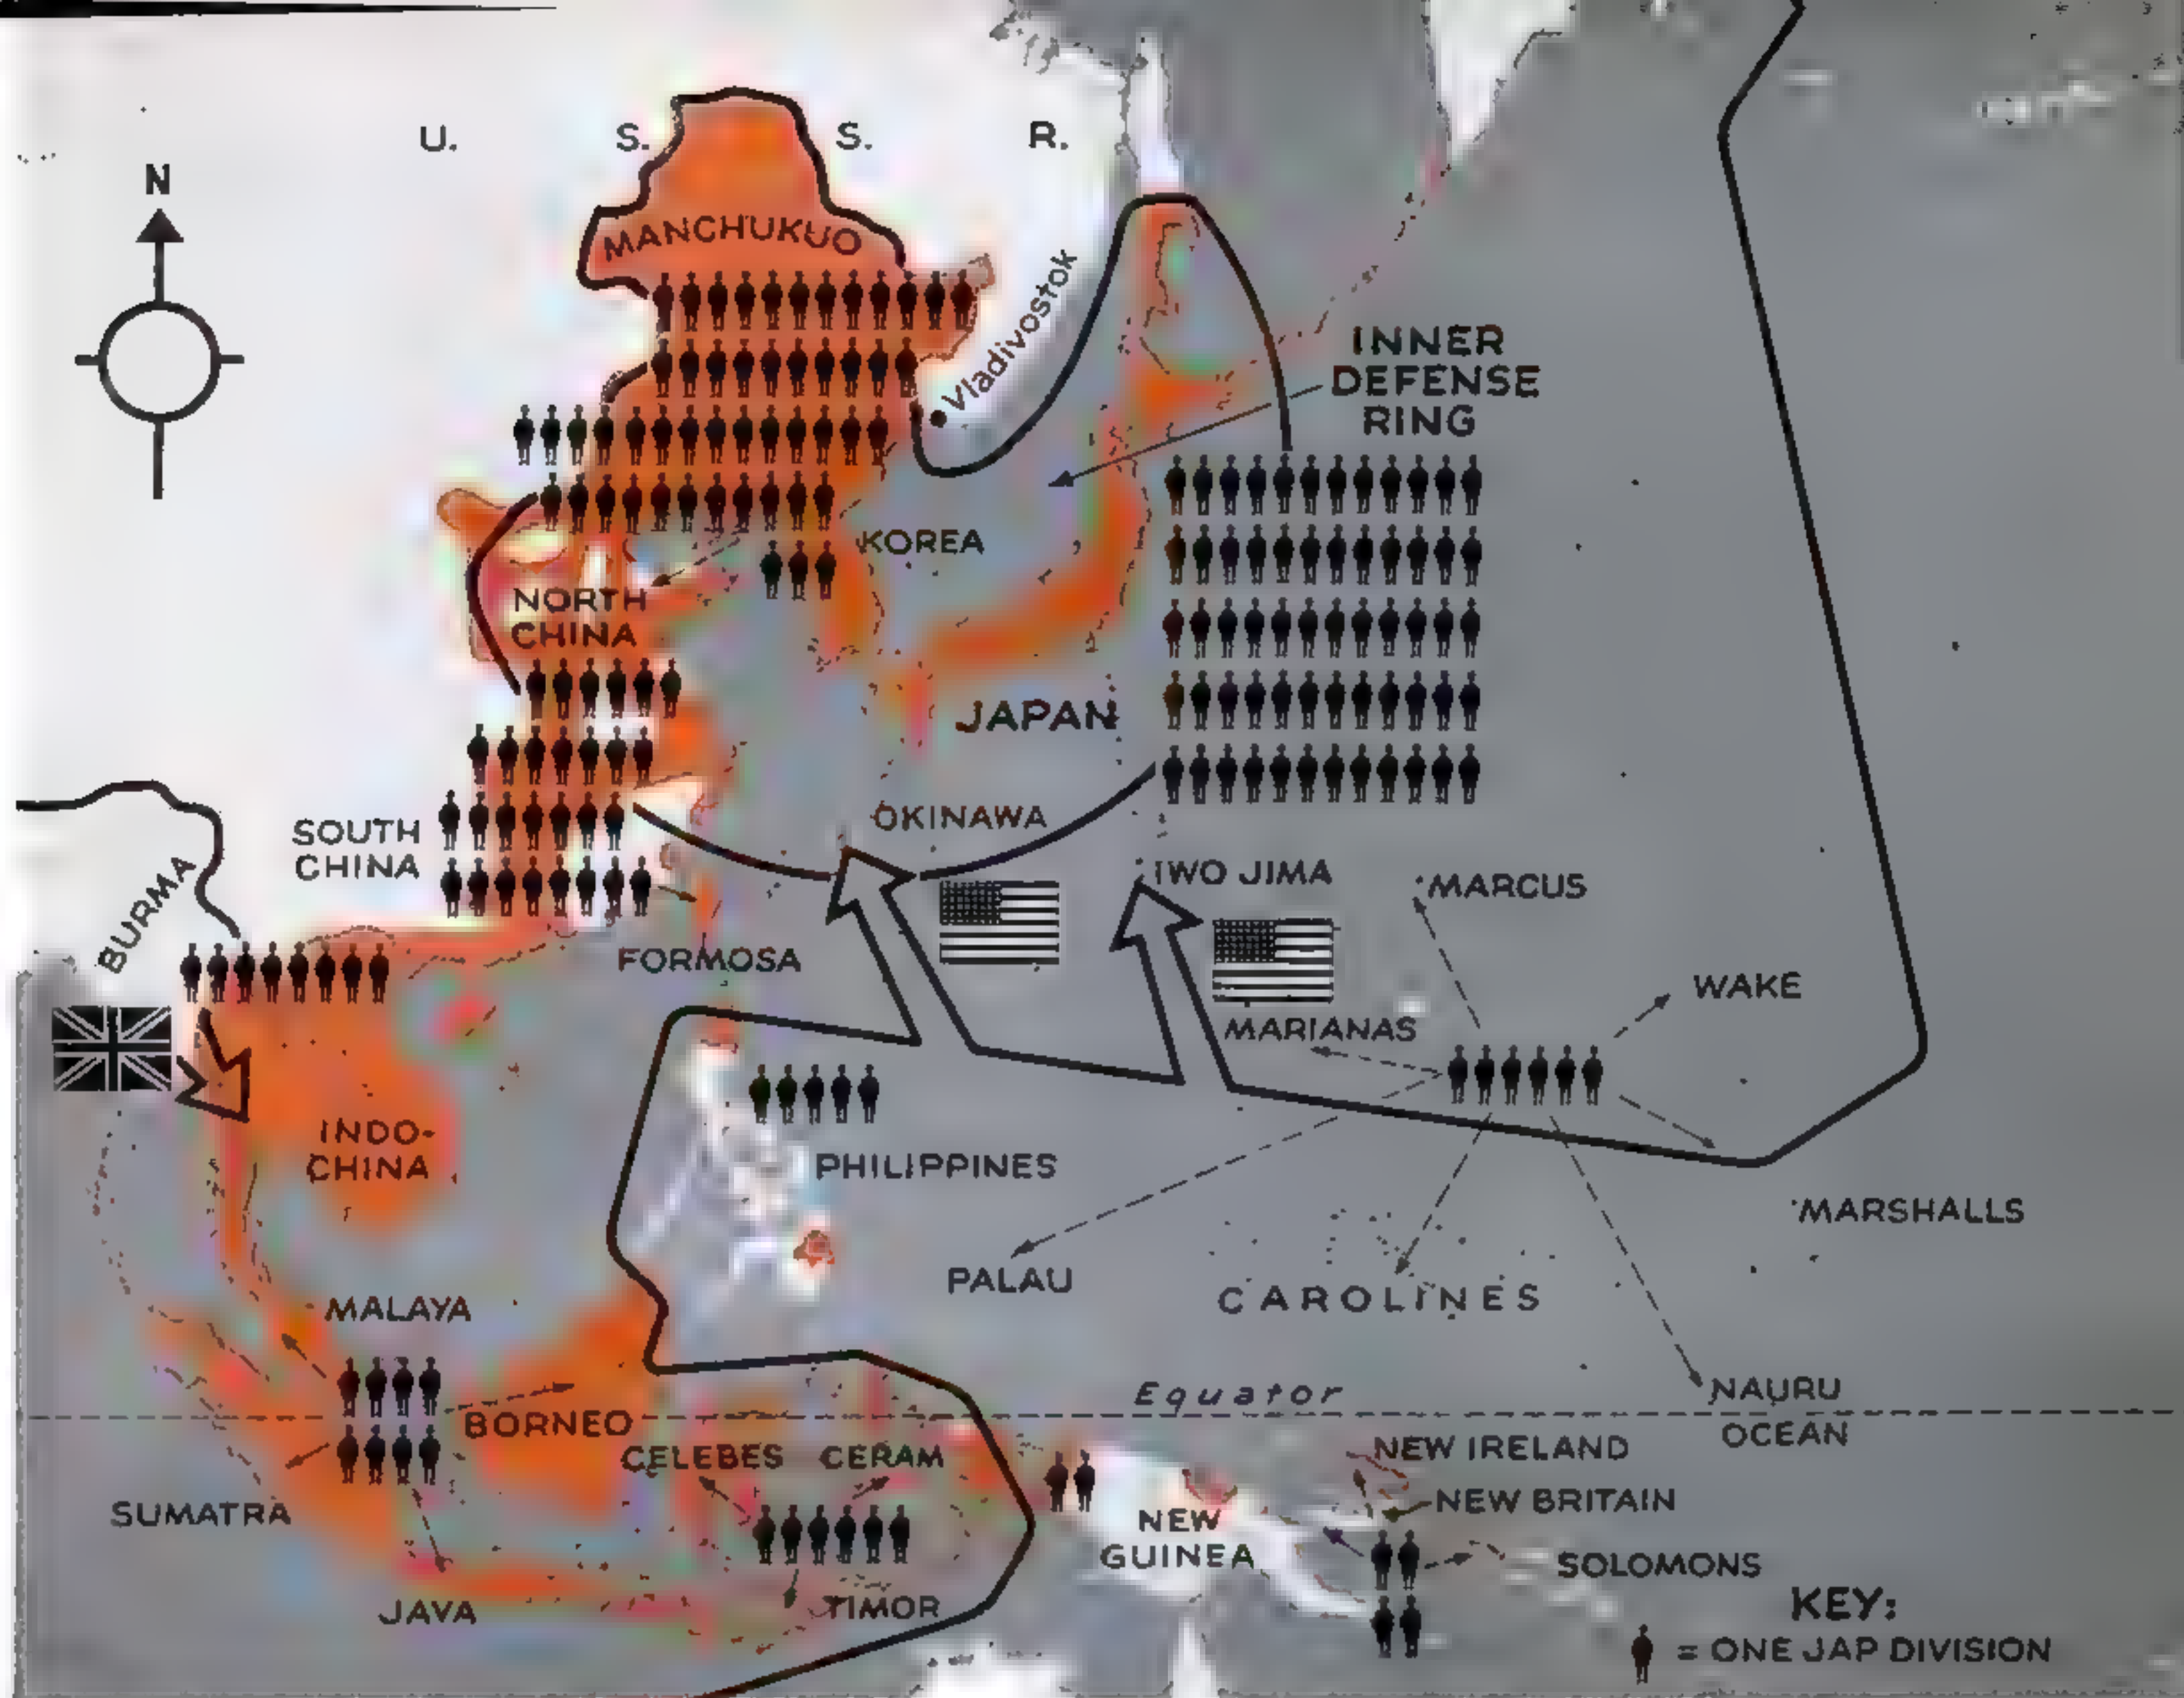 U. S. S. R.
N
MANCHUKUO
Vladivostok
INNER
DEFENSE
RING
KOREA
NORTH
CHINA
JAPAN
OKINAWA
SOUTH
CHINA
BURMA
IWO JIMA
MARCUS
FORMOSA
WAKE
MARIANAS
INDO-
CHINA
PHILIPPINES
MARSHALLS
PALAU
CAROLINES
MALAYA
Equator
NAURU
OCEAN
BORNEO
CELEBES
CERAM
NEW IRELAND
NEW BRITAIN
SUMATRA
NEW
GUINEA
SOLOMONS
JAVA
TIMOR
KEY:
= ONE JAP DIVISION